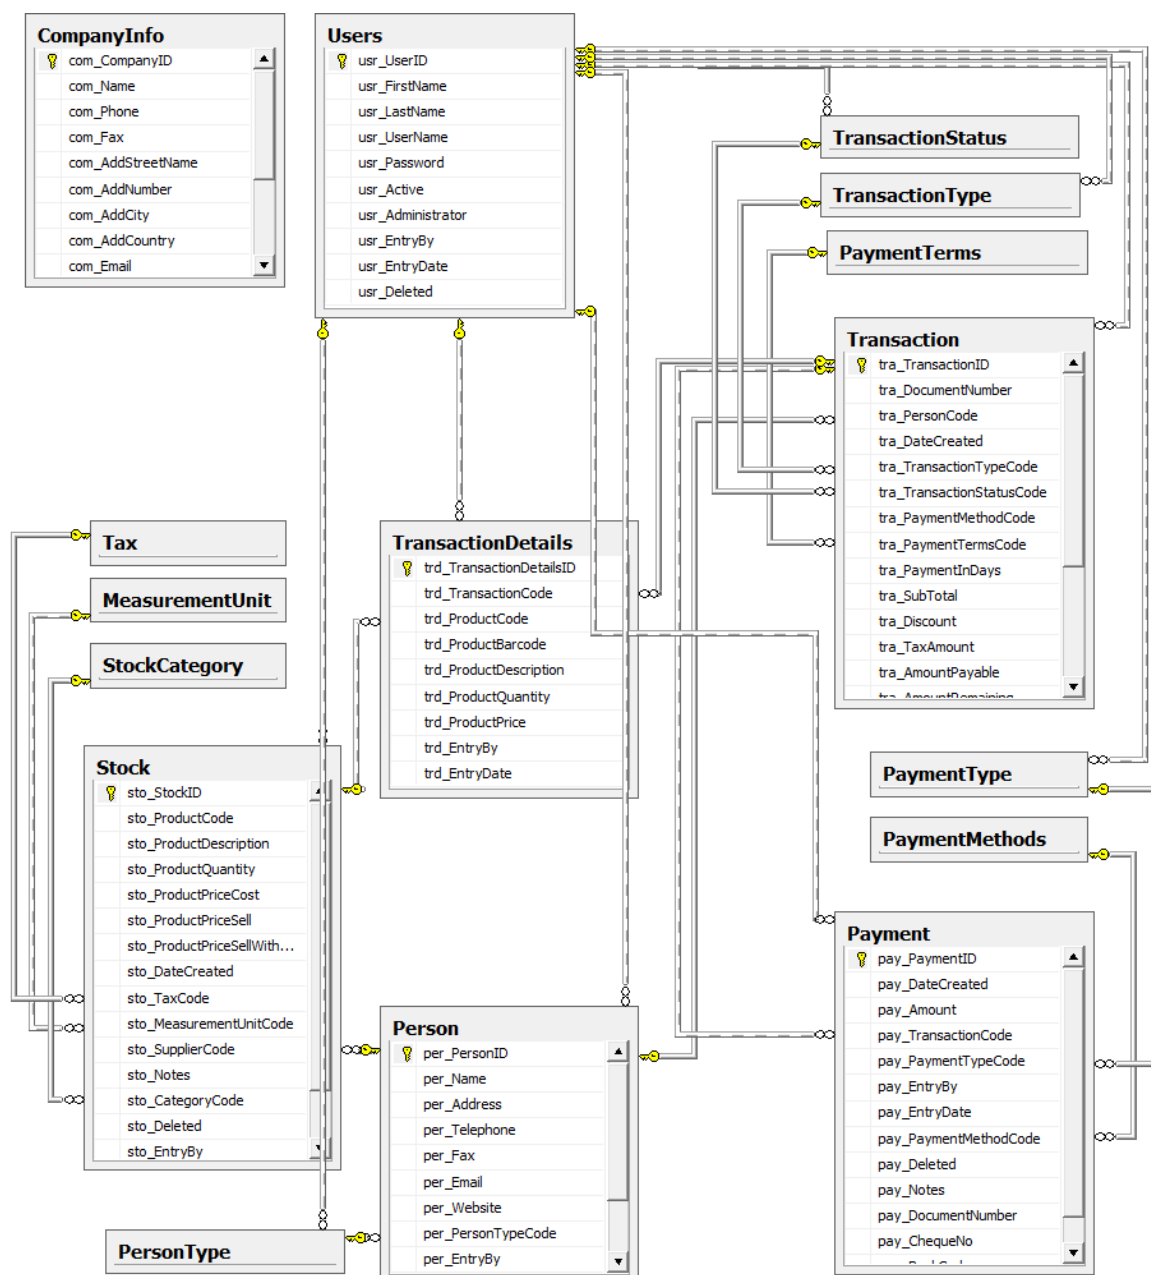 CompanyInfo
com_CompanyID
com_Name
com_Phone
com_Fax
com_AddStreetName
com_AddNumber
com_AddCity
com_AddCountry
com_Email
Users
usr_UserID
usr_FirstName
usr_LastName
usr_UserName
usr_Password
usr_Active
usr_Administrator
usr_EntryBy
usr_EntryDate
usr_Deleted
TransactionStatus
TransactionType
PaymentTerms
Transaction
tra_TransactionID
tra_DocumentNumber
tra_PersonCode
tra_DateCreated
tra_TransactionTypeCode
tra_TransactionStatusCode
tra_PaymentMethodCode
tra_PaymentTermsCode
tra_PaymentInDays
tra_SubTotal
tra_Discount
tra_TaxAmount
tra_AmountPayable
tra_AmountRemaining
Tax
MeasurementUnit
StockCategory
TransactionDetails
trd_TransactionDetailsID
trd_TransactionCode
trd_ProductCode
trd_ProductBarcode
trd_ProductDescription
trd_ProductQuantity
trd_ProductPrice
trd_EntryBy
trd_EntryDate
Stock
sto_StockID
sto_ProductCode
sto_ProductDescription
sto_ProductQuantity
sto_ProductPriceCost
sto_ProductPriceSell
sto_ProductPriceSellWith...
sto_DateCreated
sto_TaxCode
sto_MeasurementUnitCode
sto_SupplierCode
sto_Notes
sto_CategoryCode
sto_Deleted
sto_EntryBy
PaymentType
PaymentMethods
Payment
pay_PaymentID
pay_DateCreated
pay_Amount
pay_TransactionCode
pay_PaymentTypeCode
pay_EntryBy
pay_EntryDate
pay_PaymentMethodCode
pay_Deleted
pay_Notes
pay_DocumentNumber
pay_ChequeNo
Person
per_PersonID
per_Name
per_Address
per_Telephone
per_Fax
per_Email
per_Website
per_PersonTypeCode
per_EntryBy
PersonType